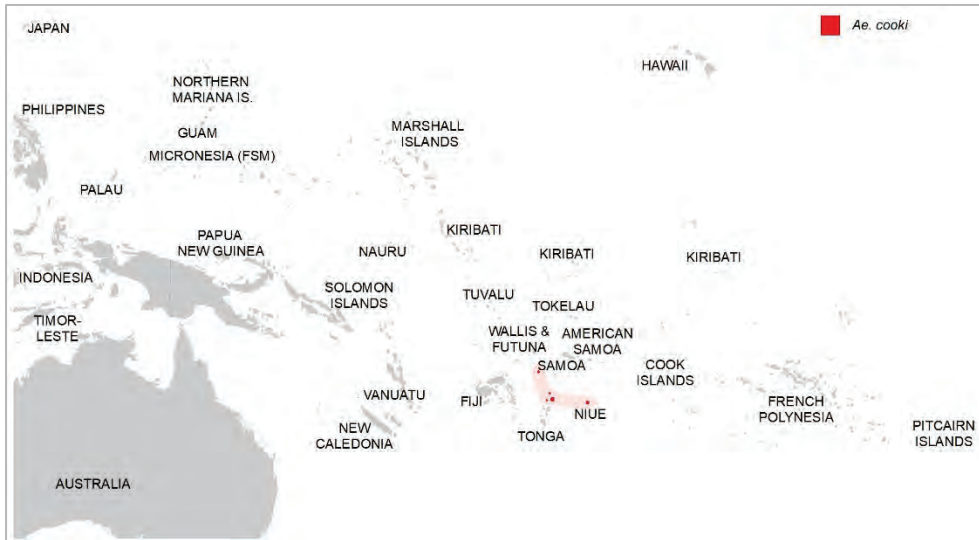 JAPAN
Ae. cooki
HAWAII
NORTHERN
MARIANA IS.
PHILIPPINES
GUAM
MARSHALL
ISLANDS
MICRONESIA (FSM)
PALAU
KIRIBATI
PAPUA
NEW GUINEA
NAURU
KIRIBATI
KIRIBATI
INDONESIA
SOLOMON
ISLANDS
TUVALU
TOKELAU
TIMOR-
LESTE
WALLIS &
FUTUNA
AMERICAN
SAMOA
SAMOA
COOK
ISLANDS
VANUATU
FIJI
NIUE
FRENCH
POLYNESIA
NEW
CALEDONIA
TONGA
PITCAIRN
ISLANDS
AUSTRALIA